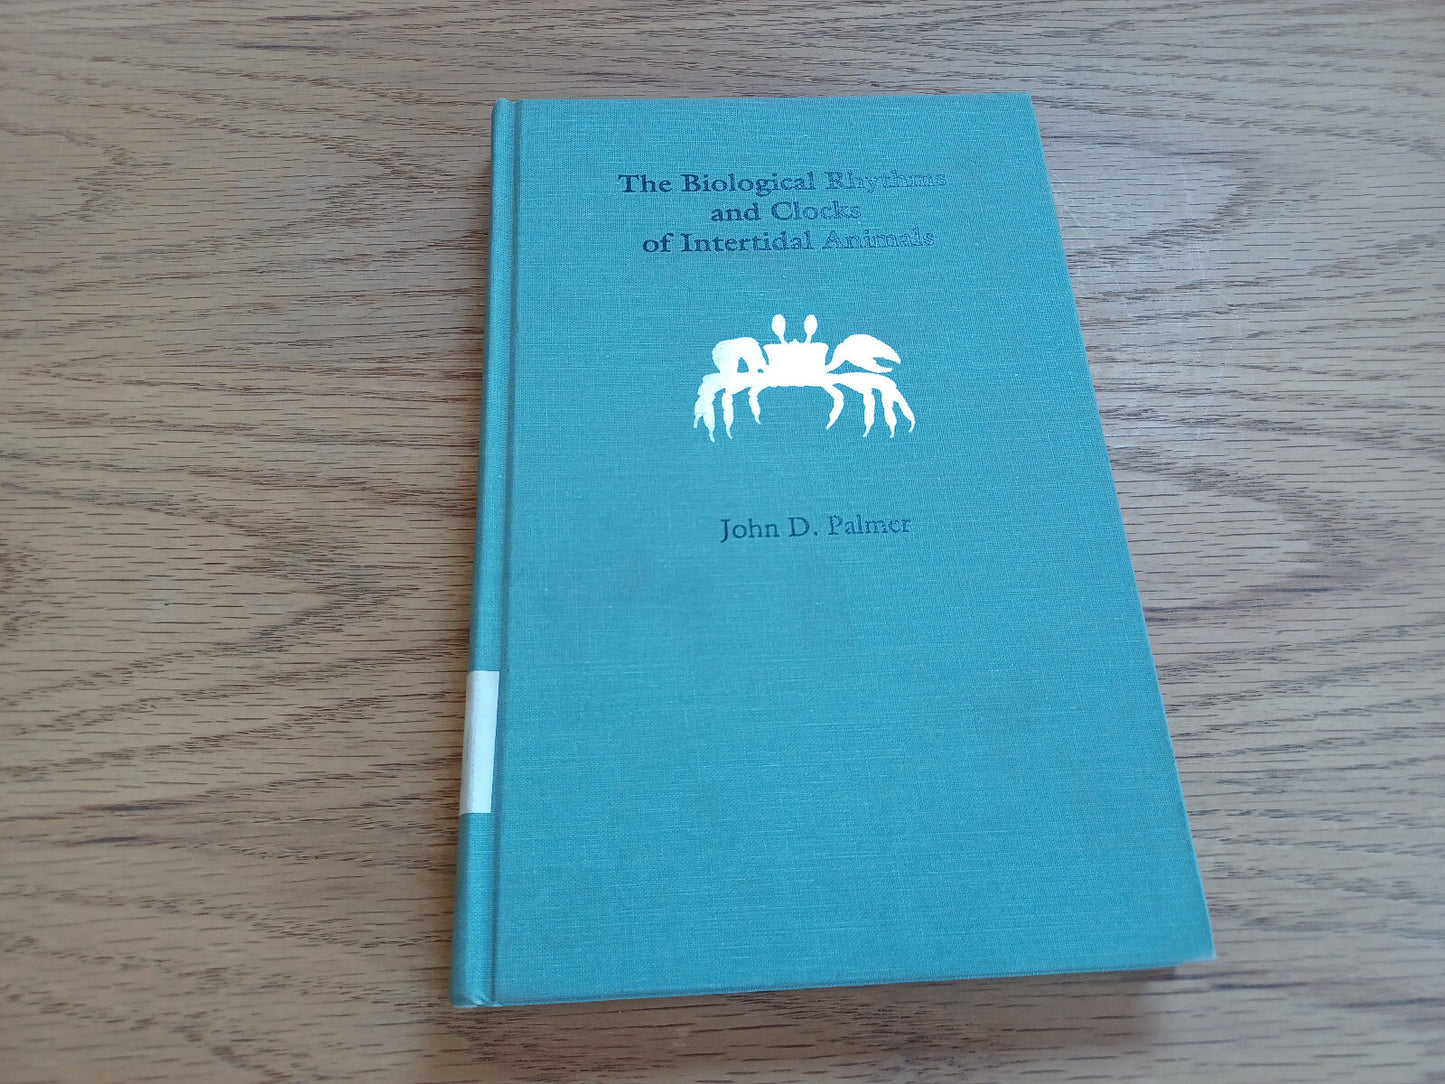 The Biological Rhythms
and Clocks
of Intertidal Animals
John D. Palmer